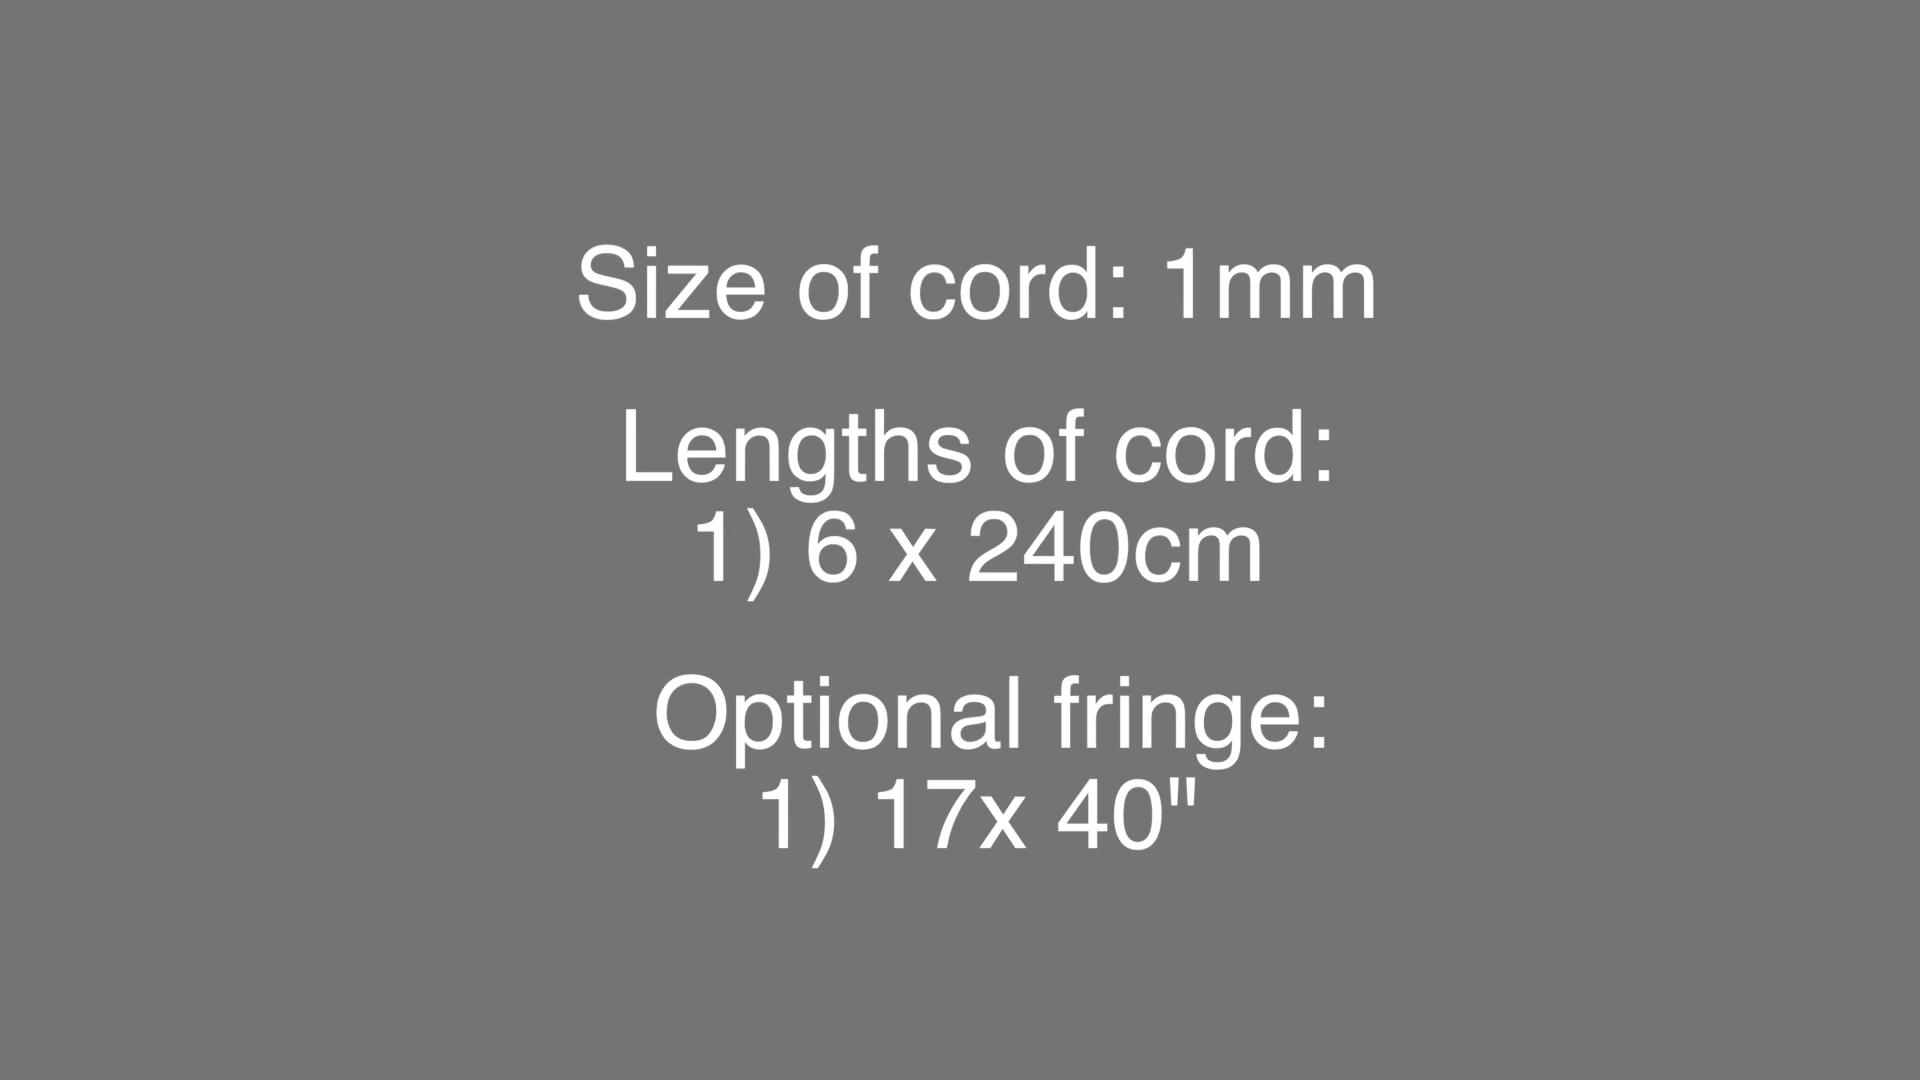 Size of cord: 1mm
Lengths of cord:
1) 6 x 240cm
Optional fringe:
1) 17x 40"